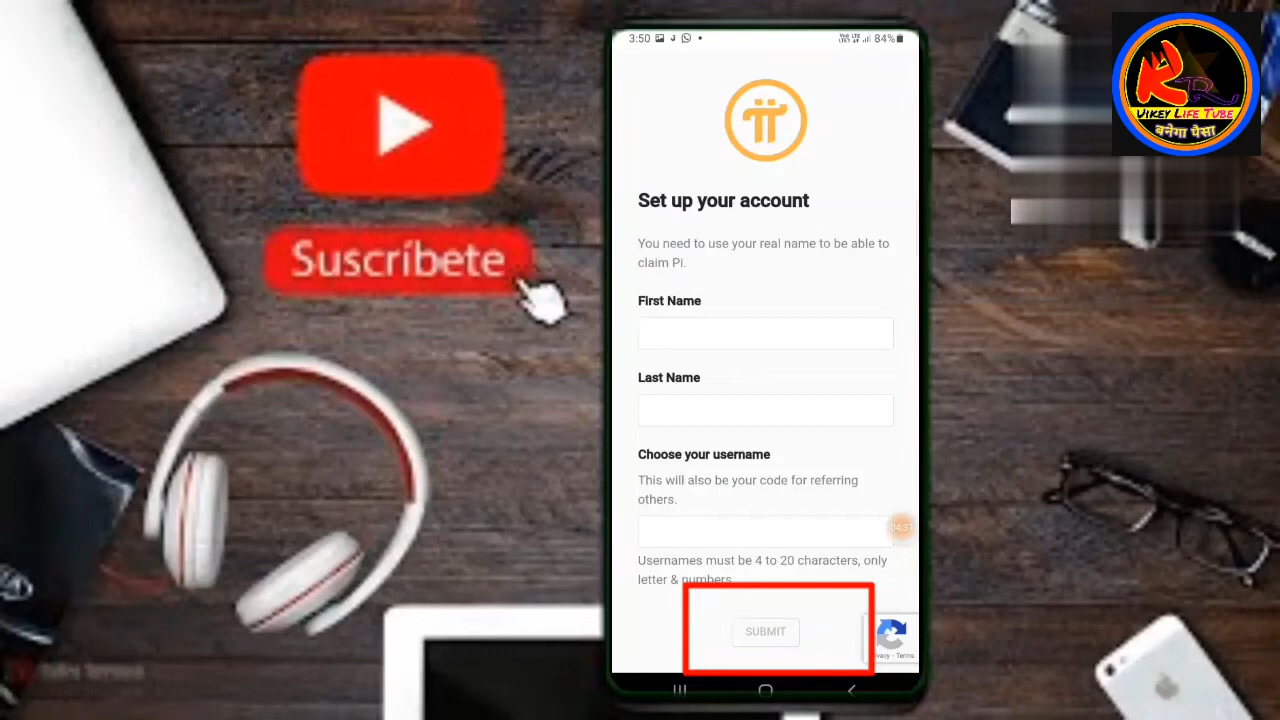 Suscríbete
3:50
84%
Set up your account
You need to use your real name to be able to
claim Pi.
First Name
Last Name
Choose your username
This will also be your code for referring
others.
04:37
Usernames must be 4 to 20 characters, only
letter & numbers
SUBMIT
Privacy - Terms
VIKEY LIFE TUBE
बनेगा पैसा